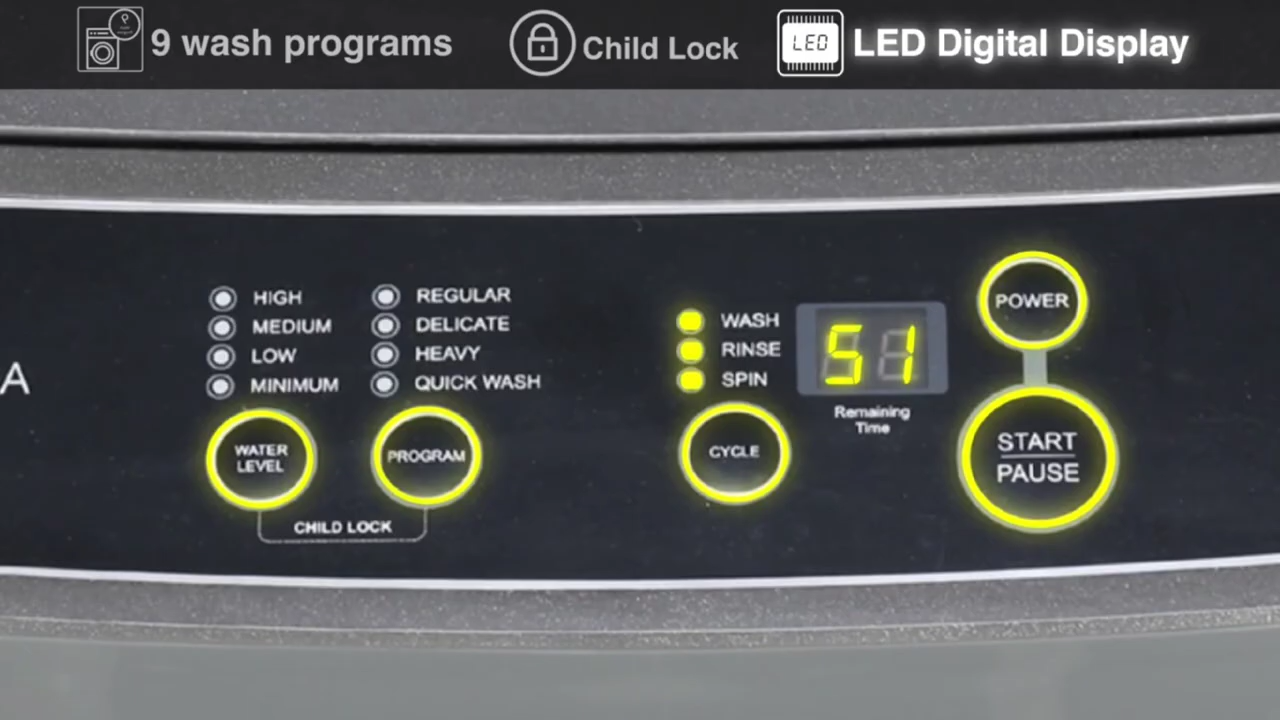 9 wash programs
Child Lock
LED
LED Digital Display
A
HIGH
MEDIUM
LOW
MINIMUM
WATER
LEVEL
REGULAR
DELICATE
HEAVY
QUICK WASH
PROGRAM
CHILD LOCK
WASH
RINSE
SPIN
CYCLE
51
Remaining
Time
POWER
START
PAUSE